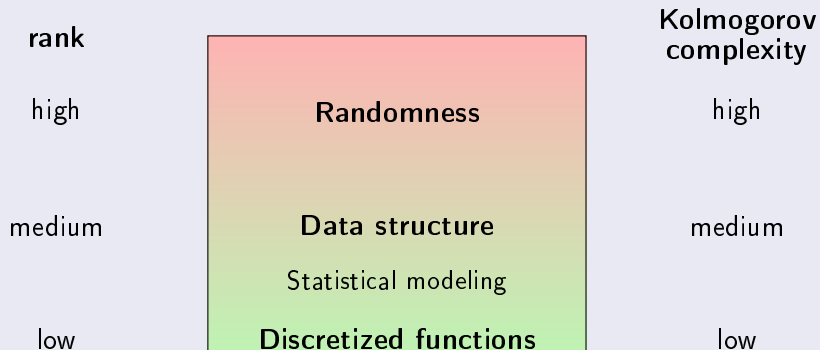 rank
Kolmogorov
complexity
high
Randomness
high
medium
Data structure
medium
Statistical modeling
low
Discretized functions
low